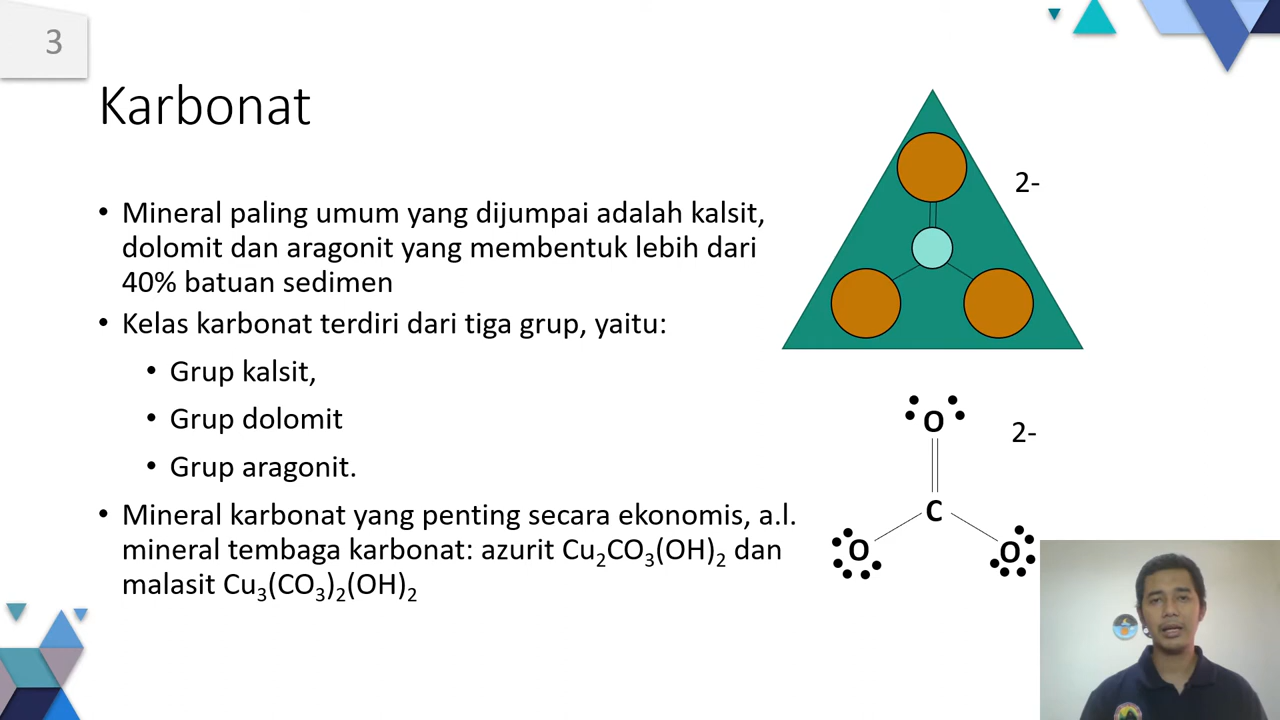 3
Karbonat
• Mineral paling umum yang dijumpai adalah kalsit,
dolomit dan aragonit yang membentuk lebih dari
40% batuan sedimen
• Kelas karbonat terdiri dari tiga grup, yaitu:
• Grup kalsit,
• Grup dolomit
• Grup aragonit.
• Mineral karbonat yang penting secara ekonomis, a.l.
mineral tembaga karbonat: azurit Cu₂CO₃(OH)₂ dan
malasit Cu₃(CO₃)₂(OH)₂
2-
O
2-
C
O
O